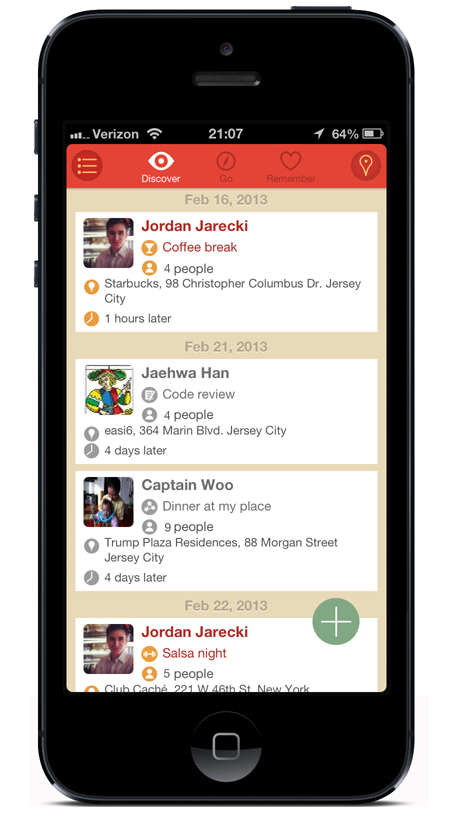 Verizon 21:07 64%
Discover Go Remember
Feb 16, 2013
Jordan Jarecki
Coffee break
4 people
Starbucks, 98 Christopher Columbus Dr. Jersey
City
1 hours later
Feb 21, 2013
Jaehwa Han
Code review
4 people
easi6, 364 Marin Blvd. Jersey City
4 days later
Captain Woo
Dinner at my place
9 people
Trump Plaza Residences, 88 Morgan Street
Jersey City
4 days later
Feb 22, 2013
Jordan Jarecki
Salsa night
5 people
Club Caché, 221 W 46th St. New York